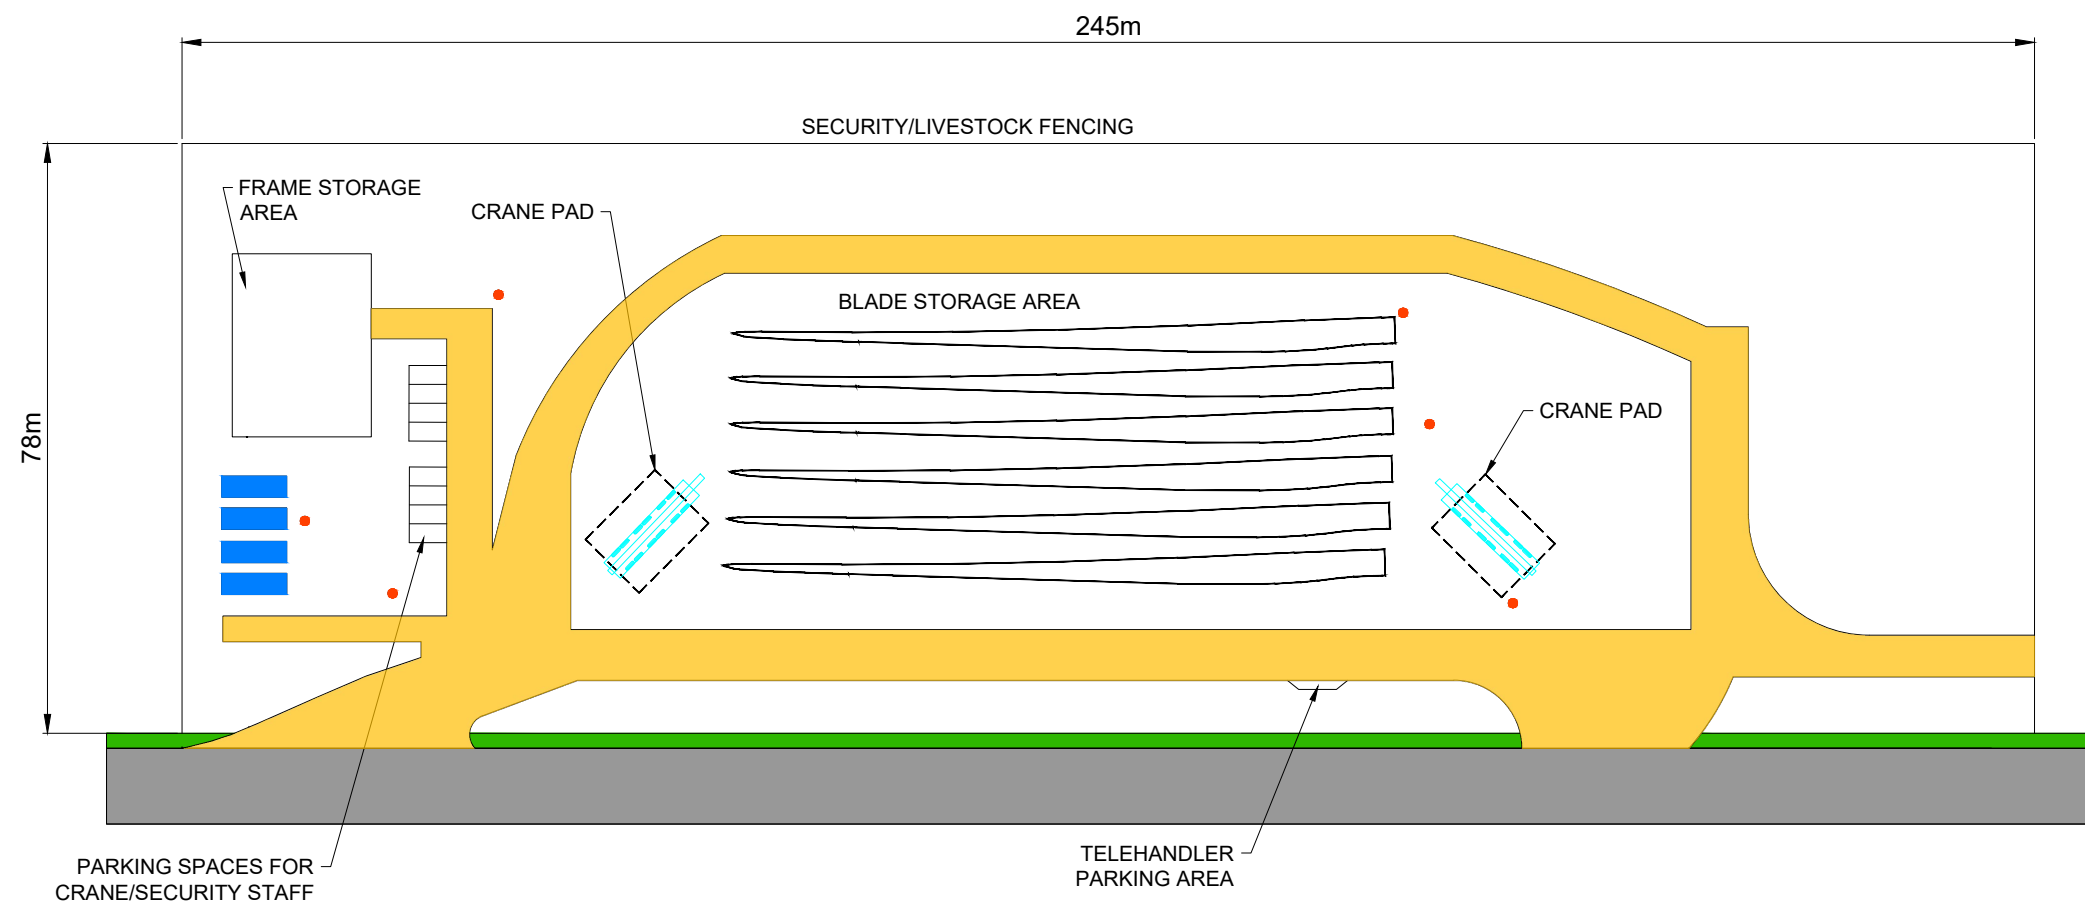 245m
SECURITY/LIVESTOCK FENCING
FRAME STORAGE
AREA
CRANE PAD
BLADE STORAGE AREA
CRANE PAD
78m
TELEHANDLER
PARKING AREA
PARKING SPACES FOR
CRANE/SECURITY STAFF